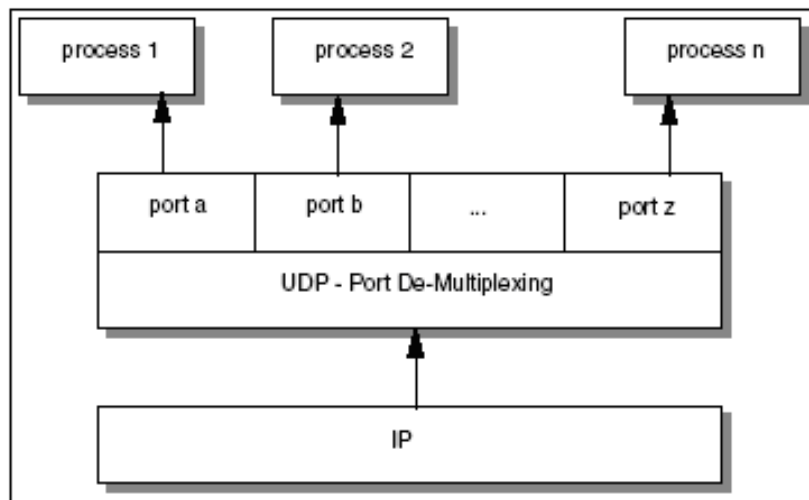 process 1
process 2
process n
port a
port b
...
port z
UDP - Port De-Multiplexing
IP